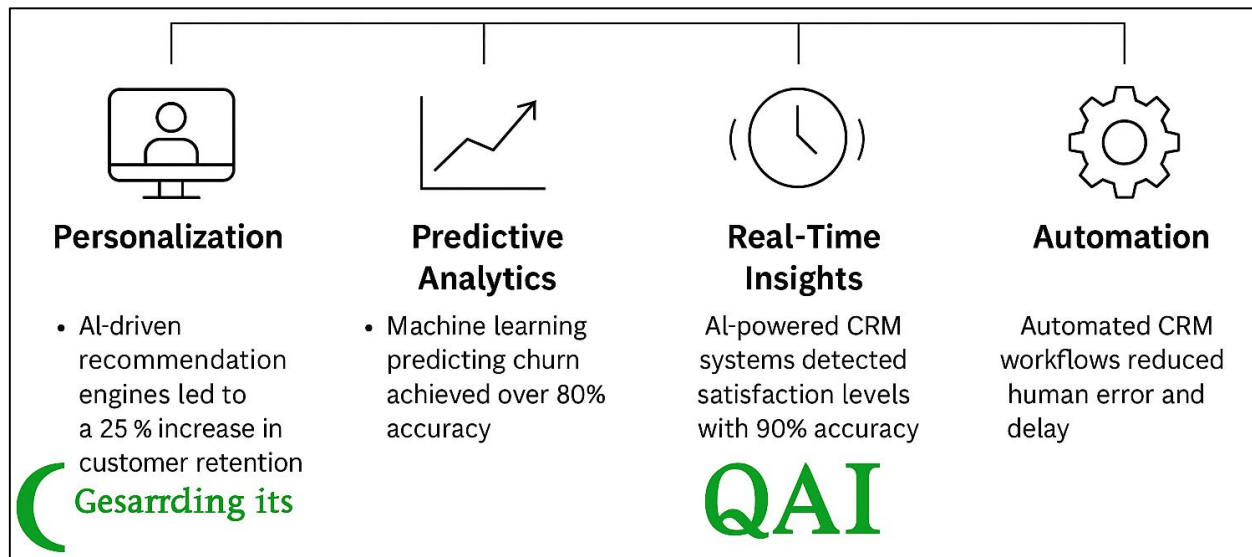 Personalization
• AI-driven
recommendation
engines led to
a 25 % increase in
customer retention
Gesarrding its
Predictive
Analytics
• Machine learning
predicting churn
achieved over 80%
accuracy
Real-Time
Insights
AI-powered CRM
systems detected
satisfaction levels
with 90% accuracy
QAI
Automation
Automated CRM
workflows reduced
human error and
delay